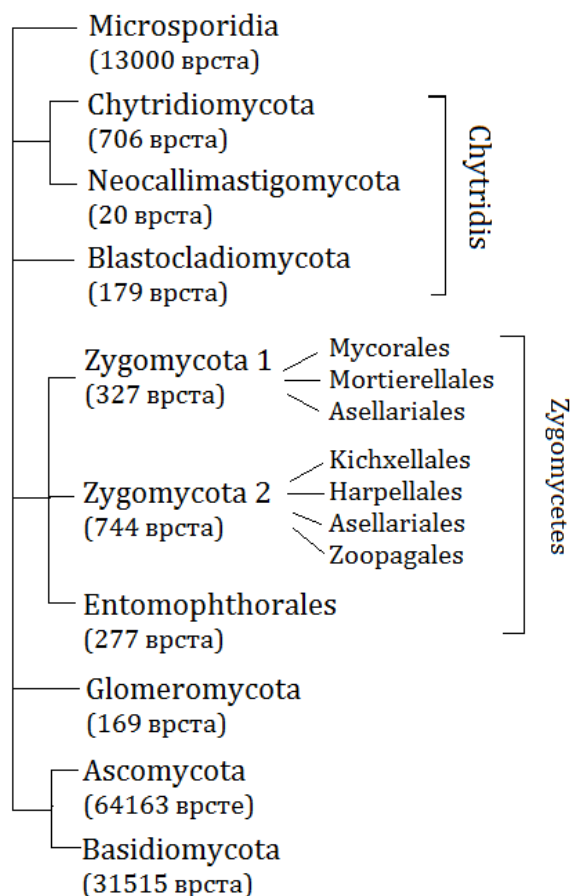 Microsporidia
(13000 врста)
Chytridiomycota
(706 врста)
Neocallimastigomycota
(20 врста)
Blastocladiomycota
(179 врста)
Chytridis
Zygomycota 1
(327 врста)
Mycorales
Mortierellales
Asellariales
Zygomycota 2
(744 врста)
Kichxellales
Harpellales
Asellariales
Zoopagales
Entomophthorales
(277 врста)
Zygomycetes
Glomeromycota
(169 врста)
Ascomycota
(64163 врсте)
Basidiomycota
(31515 врста)